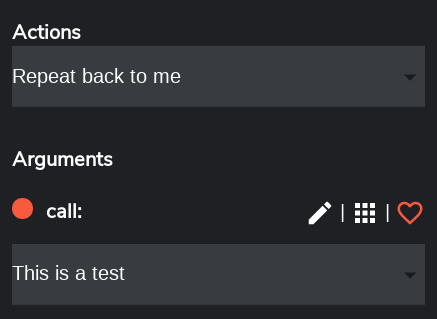 Actions
Repeat back to me
Arguments
call: | |
This is a test